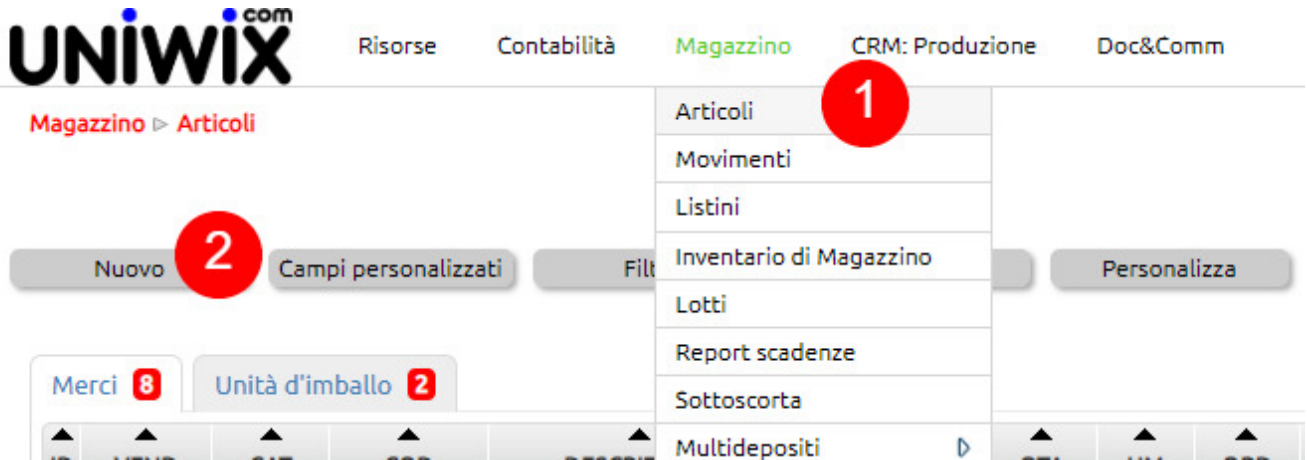 UNiWiX com
Risorse Contabilità Magazzino CRM: Produzione Doc&Comm
Magazzino ▷ Articoli
Articoli 1
Movimenti
Listini
Nuovo 2 Campi personalizzati Personalizza
Inventario di Magazzino
Lotti
Report scadenze
Merci 8 Unità d'imballo 2
Sottoscorta
Multidepositi ▷